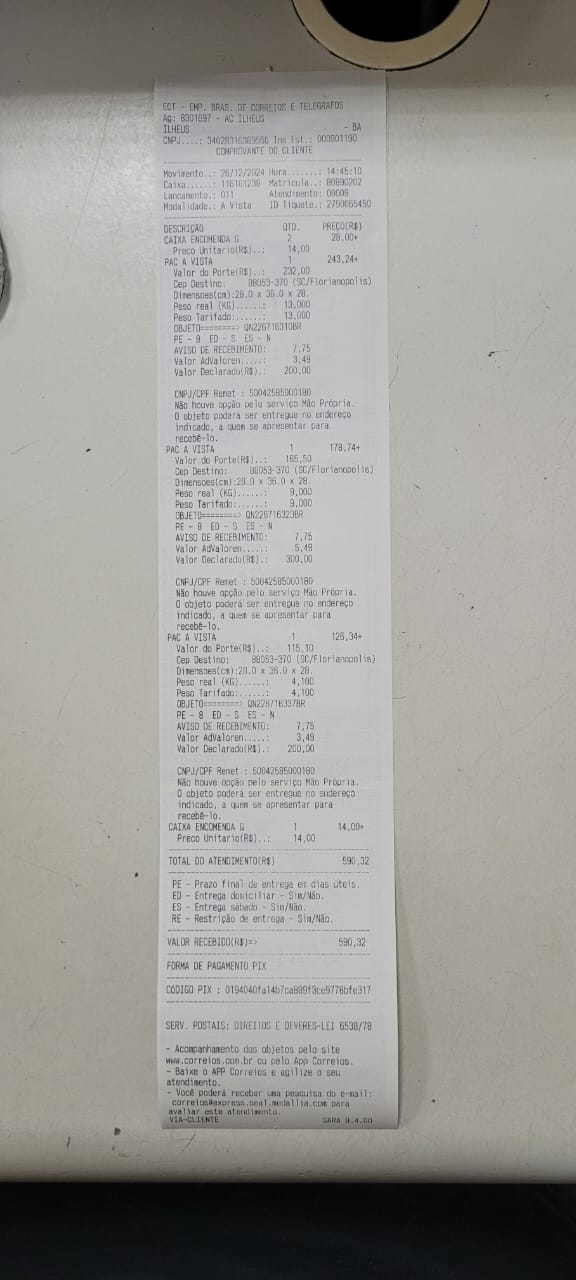 ECT - EMP. BRAS. DE CORREIOS E TELEGRAFOS
Ag: 8301697 - AC ILHEUS
ILHEUS - BA
CNPJ....: 34028316389566 Ins Est.: 000801190
COMPROVANTE DO CLIENTE
Movimento..: 26/12/2024 Hora.......: 14:45:10
Caixa......: 116101230 Matricula..: 80890202
Lancamento.: 011 Atendimento: 00008
Modalidade.: A Vista ID Tiquete.: 2790065450
DESCRIÇÃO QTD. PREÇO(R$)
CAIXA ENCOMENDA G 2 28,00+
Preco Unitario(R$)..: 14,00
PAC A VISTA 1 243,24+
Valor do Porte(R$)..: 232,00
Cep Destino: 88053-370 (SC/Florianopolis)
Dimensoes(cm):28.0 x 36.0 x 28.
Peso real (KG)......: 13,000
Peso Tarifado:......: 13,000
OBJETO========> QN226716310BR
PE - 8 ED - S ES - N
AVISO DE RECEBIMENTO: 7,75
Valor AdValoren.....: 3,49
Valor Declarado(R$).: 200,00
CNPJ/CPF Remet : 50042585000180
Não houve opção pelo serviço Mão Própria.
O objeto poderá ser entregue no endereço
indicado, a quem se apresentar para
recebê-lo.
PAC A VISTA 1 178,74+
Valor do Porte(R$)..: 165,50
Cep Destino: 88053-370 (SC/Florianopolis)
Dimensoes(cm):28.0 x 36.0 x 28.
Peso real (KG)......: 9,000
Peso Tarifado:......: 9,000
OBJETO========> QN226716323BR
PE - 8 ED - S ES - N
AVISO DE RECEBIMENTO: 7,75
Valor AdValoren.....: 5,49
Valor Declarado(R$).: 300,00
CNPJ/CPF Remet : 50042585000180
Não houve opção pelo serviço Mão Própria.
O objeto poderá ser entregue no endereço
indicado, a quem se apresentar para
recebê-lo.
PAC A VISTA 1 126,34+
Valor do Porte(R$)..: 115,10
Cep Destino: 88053-370 (SC/Florianopolis)
Dimensoes(cm):28.0 x 36.0 x 28.
Peso real (KG)......: 4,100
Peso Tarifado:......: 4,100
OBJETO========> QN226716337BR
PE - 8 ED - S ES - N
AVISO DE RECEBIMENTO: 7,75
Valor AdValoren.....: 3,49
Valor Declarado(R$).: 200,00
CNPJ/CPF Remet : 50042585000180
Não houve opção pelo serviço Mão Própria.
O objeto poderá ser entregue no endereço
indicado, a quem se apresentar para
recebê-lo.
CAIXA ENCOMENDA G 1 14,00+
Preco Unitario(R$)..: 14,00
TOTAL DO ATENDIMENTO(R$) 590,32
PE - Prazo final de entrega em dias úteis.
ED - Entrega domiciliar - Sim/Não.
ES - Entrega sábado - Sim/Não.
RE - Restrição de entrega - Sim/Não.
VALOR RECEBIDO(R$)=> 590,32
FORMA DE PAGAMENTO PIX
CÓDIGO PIX : 0194040fa14b7ca889f3ce9778bfe317
SERV. POSTAIS: DIREITOS E DEVERES-LEI 6538/78
- Acompanhamento dos objetos pelo site
www.correios.com.br ou pelo App Correios.
- Baixe o APP Correios e agilize o seu
atendimento.
- Você poderá receber uma pesquisa do e-mail:
correios@express.seal.medallia.com para
avaliar este atendimento.
VIA-CLIENTE SARA 9.4.00